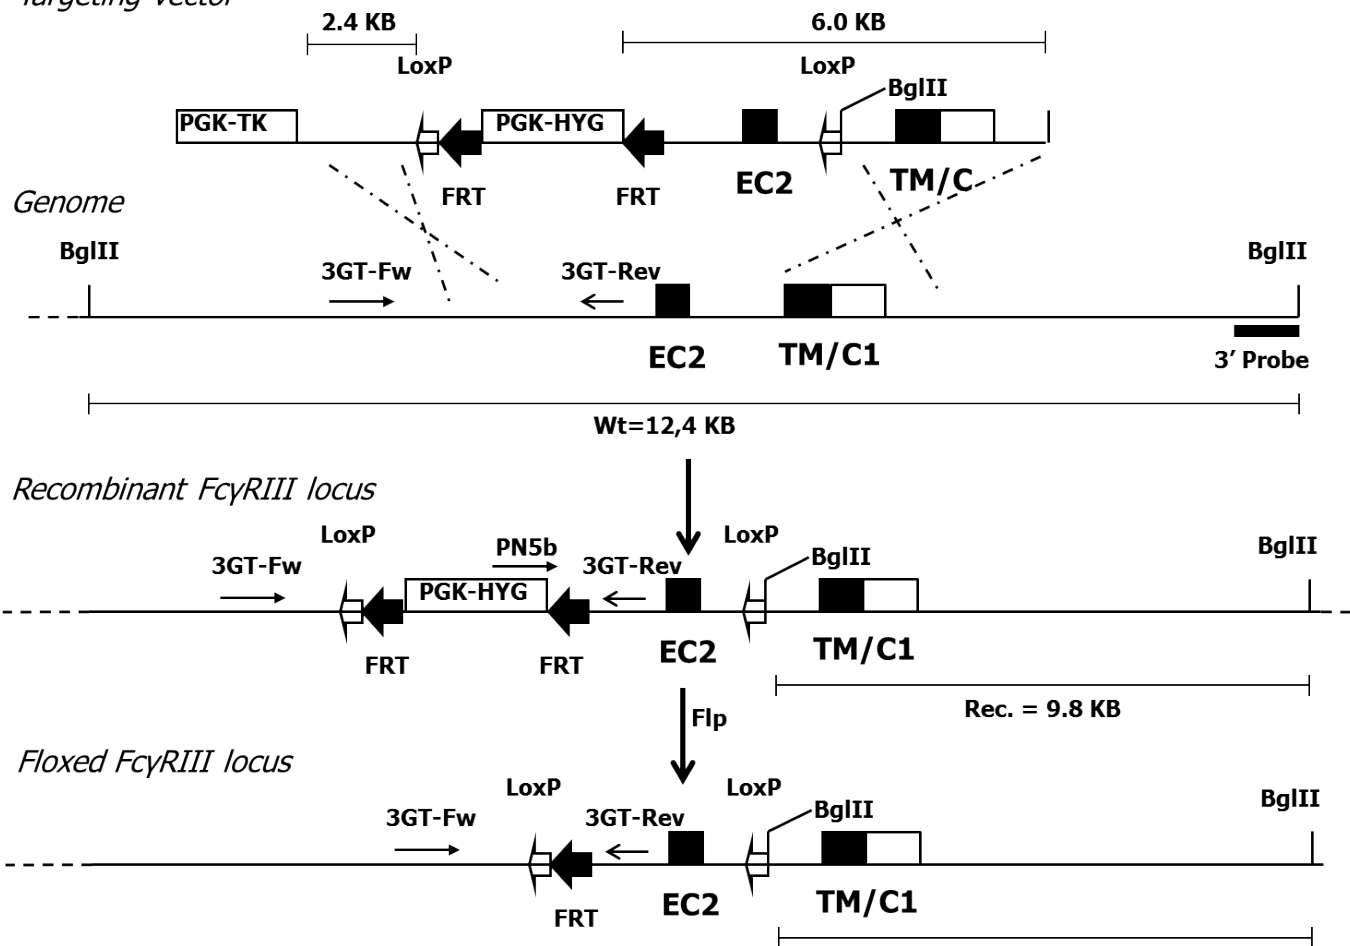 Targeting vector
2.4 KB
6.0 KB
LoxP
LoxP
BglII
PGK-TK
PGK-HYG
FRT
FRT
EC2
TM/C
Genome
BglII
3GT-Fw
3GT-Rev
BglII
EC2
TM/C1
3’ Probe
Wt=12,4 KB
Recombinant FcγRIII locus
LoxP
PN5b
LoxP
BglII
BglII
3GT-Fw
3GT-Rev
PGK-HYG
FRT
FRT
EC2
TM/C1
Rec. = 9.8 KB
Flp
Floxed FcγRIII locus
LoxP
LoxP
BglII
BglII
3GT-Fw
3GT-Rev
FRT
EC2
TM/C1